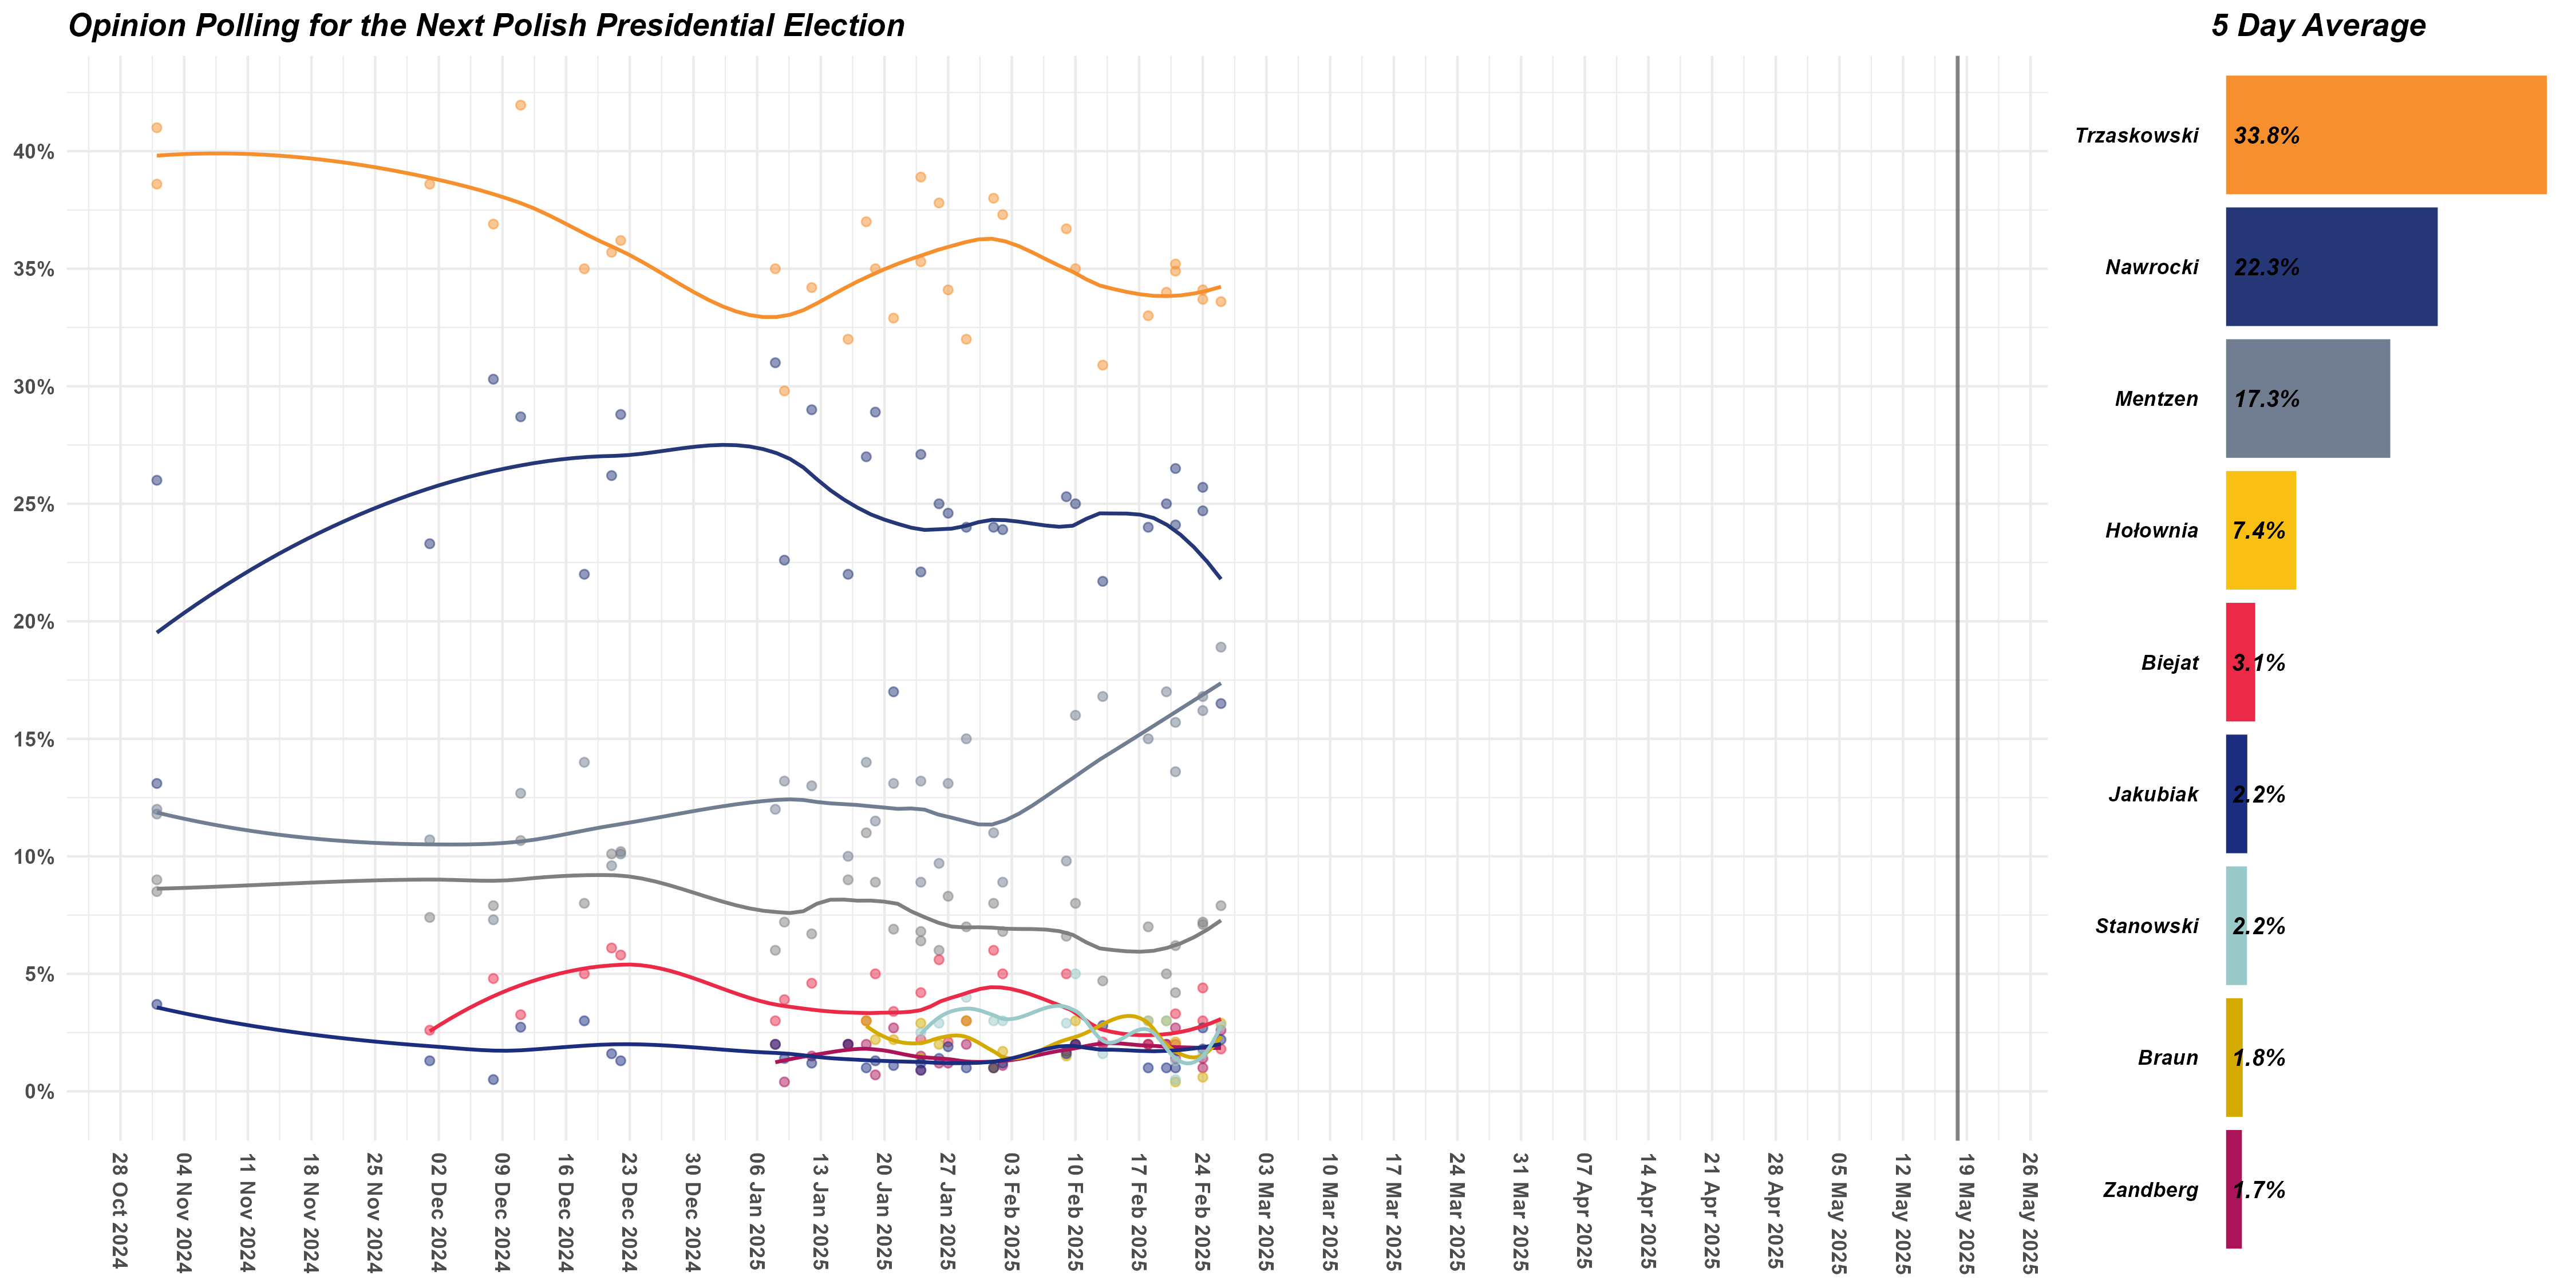 Opinion Polling for the Next Polish Presidential Election
5 Day Average
40%
35%
30%
25%
20%
15%
10%
5%
0%
28 Oct 2024
04 Nov 2024
11 Nov 2024
18 Nov 2024
25 Nov 2024
02 Dec 2024
09 Dec 2024
16 Dec 2024
23 Dec 2024
30 Dec 2024
06 Jan 2025
13 Jan 2025
20 Jan 2025
27 Jan 2025
03 Feb 2025
10 Feb 2025
17 Feb 2025
24 Feb 2025
03 Mar 2025
10 Mar 2025
17 Mar 2025
24 Mar 2025
31 Mar 2025
07 Apr 2025
14 Apr 2025
21 Apr 2025
28 Apr 2025
05 May 2025
12 May 2025
19 May 2025
26 May 2025
Trzaskowski 33.8%
Nawrocki 22.3%
Mentzen 17.3%
Hołownia 7.4%
Biejat 3.1%
Jakubiak 2.2%
Stanowski 2.2%
Braun 1.8%
Zandberg 1.7%